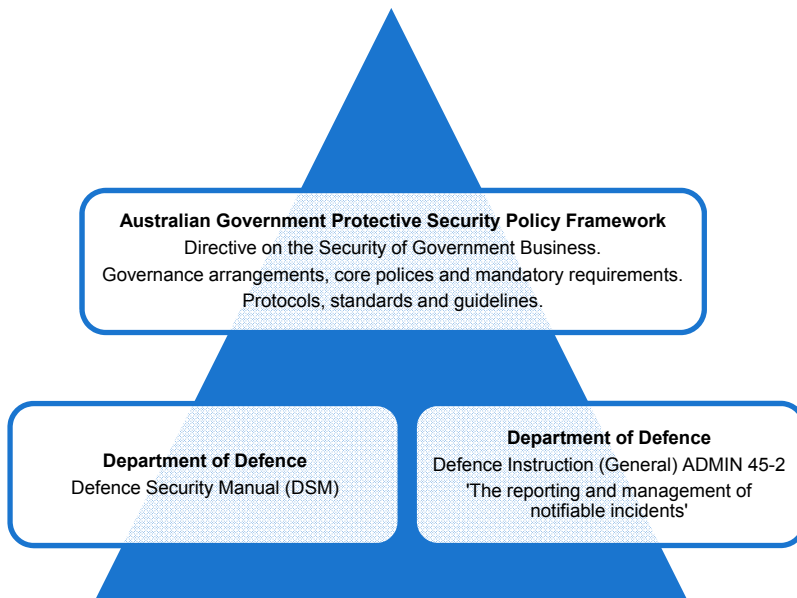 Australian Government Protective Security Policy Framework
Directive on the Security of Government Business.
Governance arrangements, core polices and mandatory requirements.
Protocols, standards and guidelines.
Department of Defence
Defence Security Manual (DSM)
Department of Defence
Defence Instruction (General) ADMIN 45-2
'The reporting and management of
notifiable incidents'